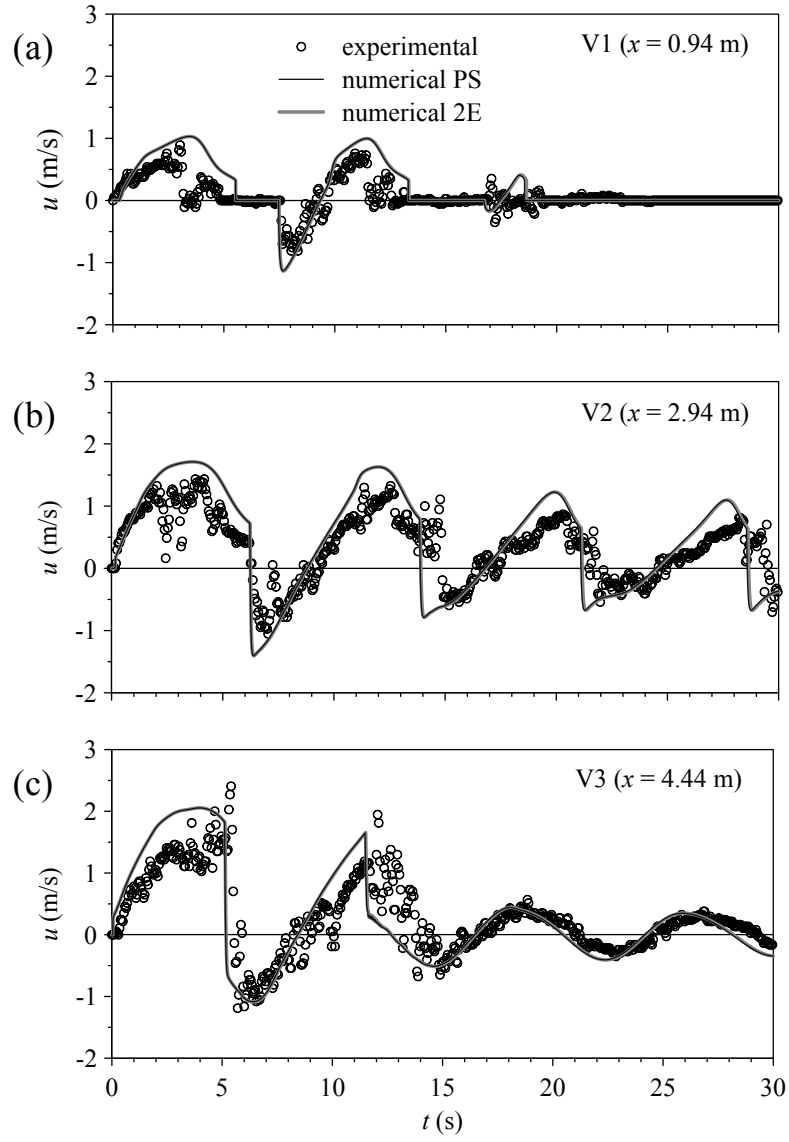 (a)
3
2
1
0
-1
-2
u (m/s)
experimental
numerical PS
numerical 2E
V1 (x = 0.94 m)
(b)
3
2
1
0
-1
-2
u (m/s)
V2 (x = 2.94 m)
(c)
3
2
1
0
-1
-2
u (m/s)
V3 (x = 4.44 m)
0 5 10 15 20 25 30
t (s)